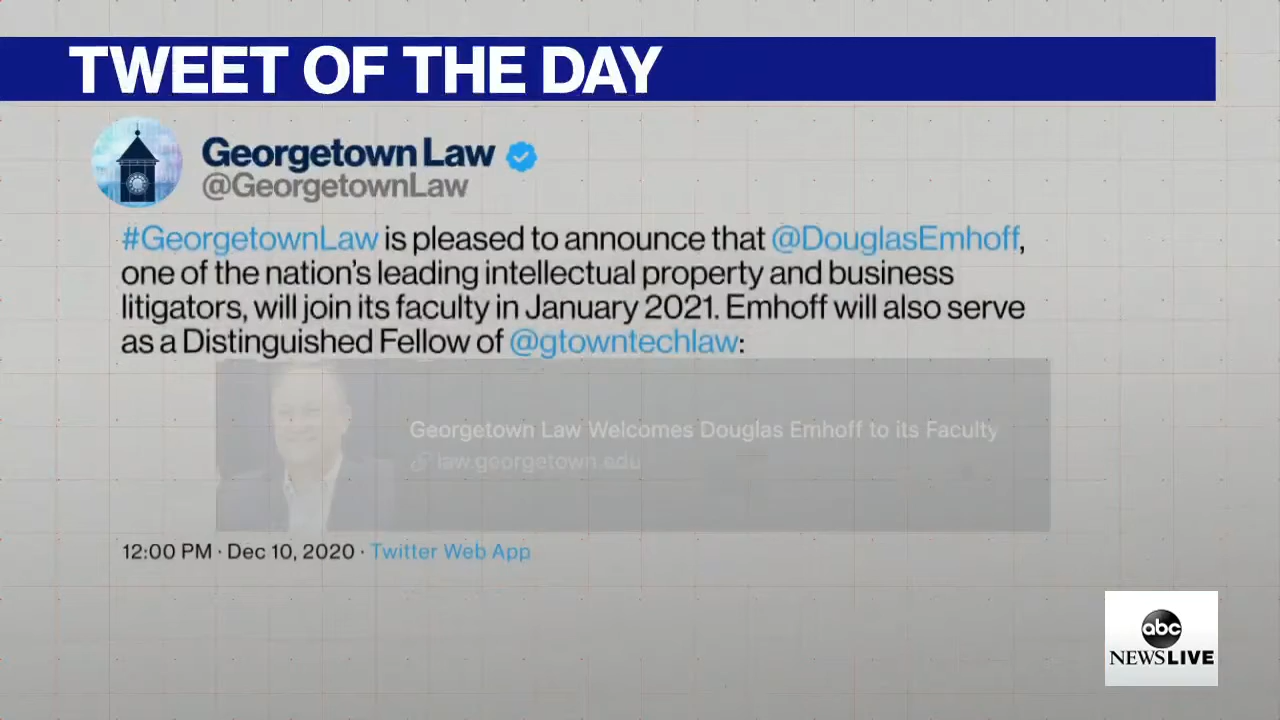 TWEET OF THE DAY
Georgetown Law
@GeorgetownLaw
#GeorgetownLaw is pleased to announce that @DouglasEmhoff,
one of the nation's leading intellectual property and business
litigators, will join its faculty in January 2021. Emhoff will also serve
as a Distinguished Fellow of @gtowntechlaw:
Georgetown Law Welcomes Douglas Emhoff to its Faculty
law.georgetown.edu
12:00 PM · Dec 10, 2020 · Twitter Web App
abc
NEWSLIVE